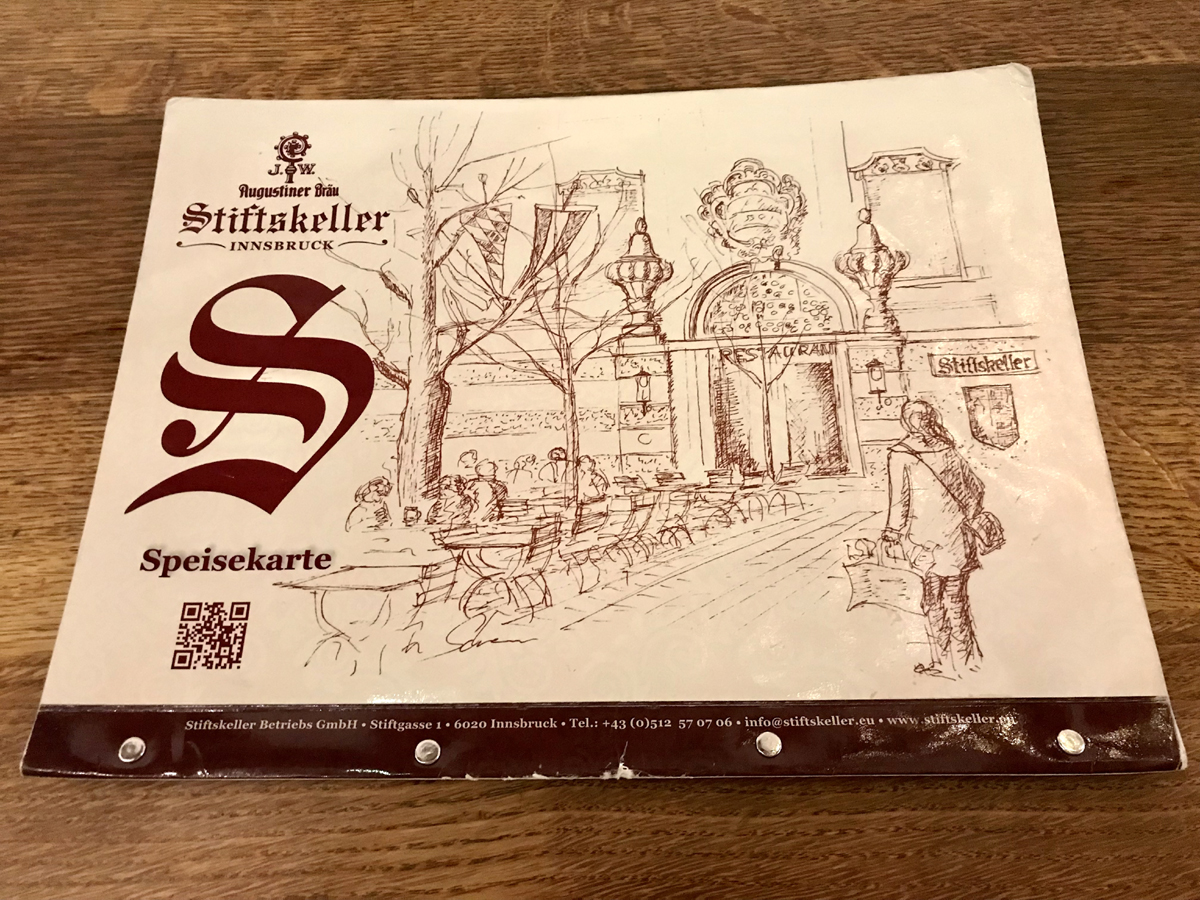 J. W.
Augustiner Bräu
Stiftskeller
INNSBRUCK
S
RESTAURANT
Stiftskeller
Speisekarte
Stiftskeller Betriebs GmbH • Stiftgasse 1 • 6020 Innsbruck • Tel.: +43 (0)512 57 07 06 • info@stiftskeller.eu • www.stiftskeller.eu